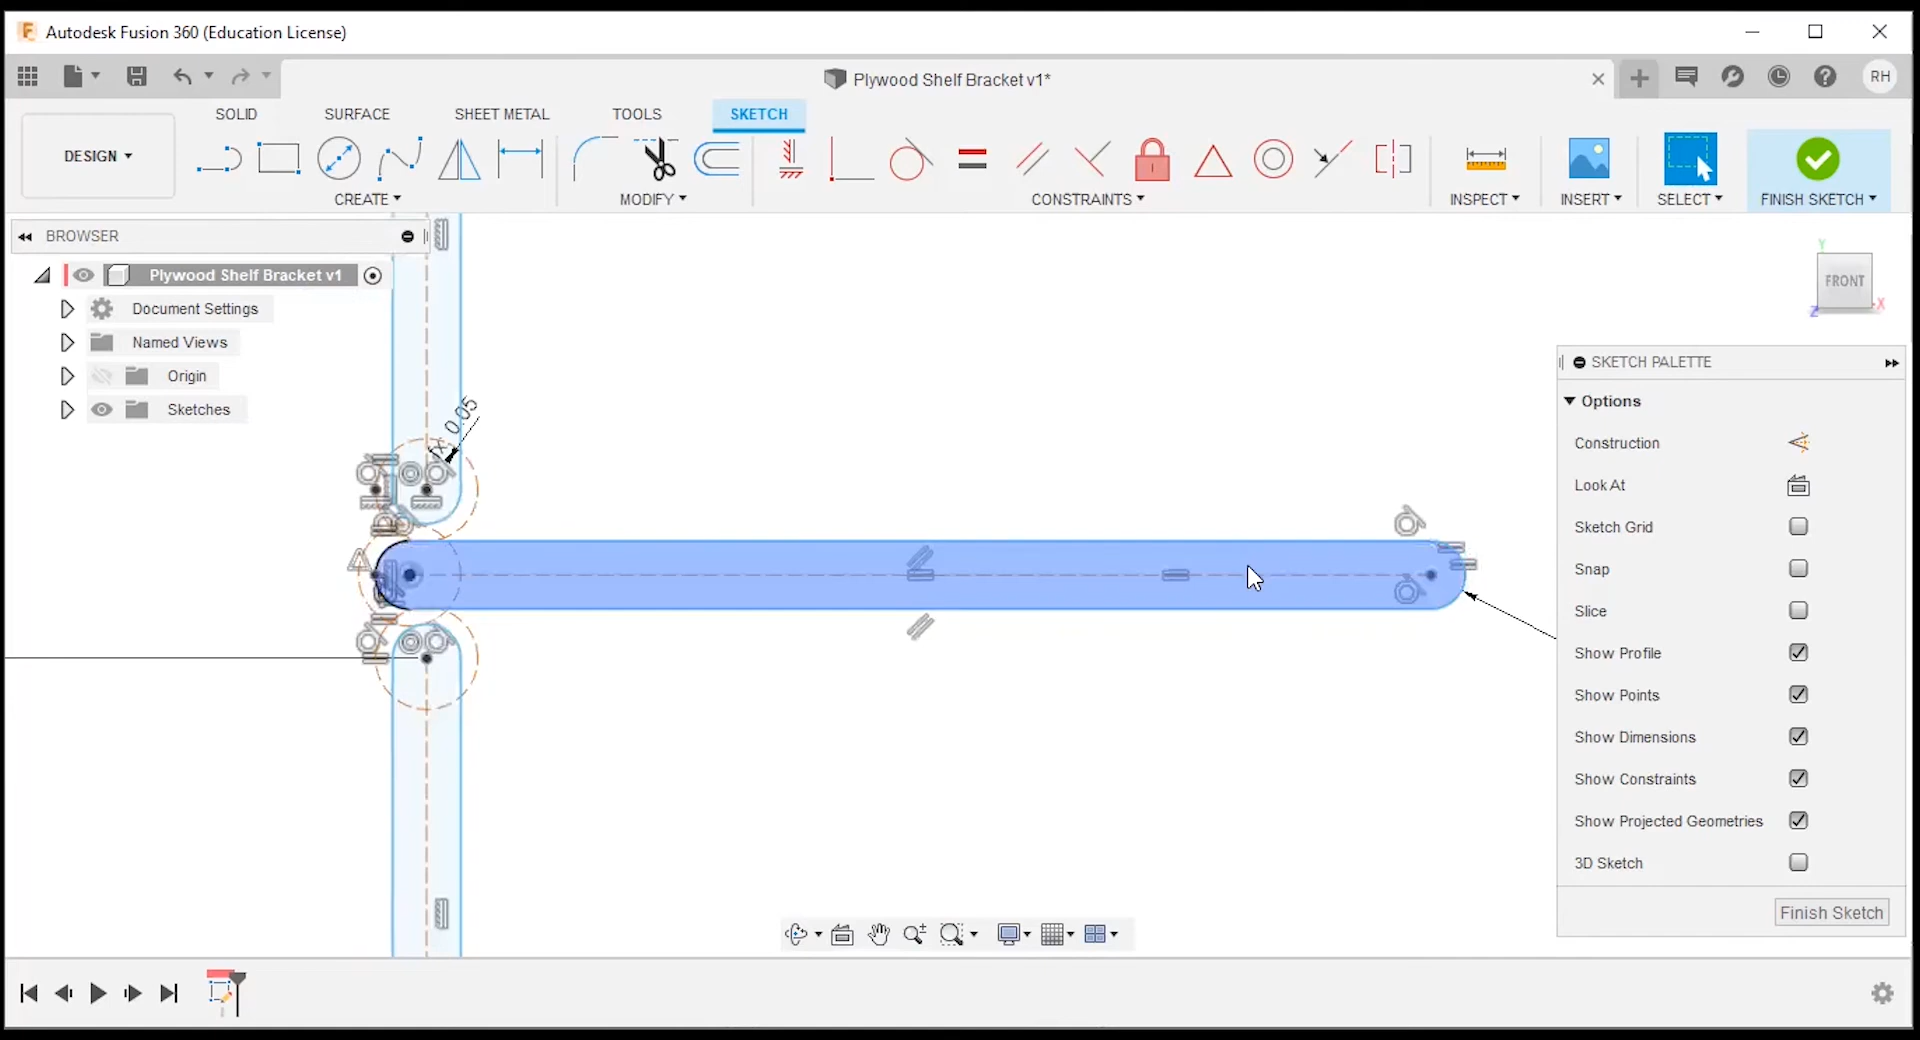 Autodesk Fusion 360 (Education License)
Plywood Shelf Bracket v1*
RH
SOLID
SURFACE
SHEET METAL
TOOLS
SKETCH
DESIGN
CREATE
MODIFY
CONSTRAINTS
INSPECT
INSERT
SELECT
FINISH SKETCH
BROWSER
Plywood Shelf Bracket v1
Document Settings
Named Views
Origin
Sketches
0.05
Y
FRONT
X
Z
SKETCH PALETTE
Options
Construction
Look At
Sketch Grid
Snap
Slice
Show Profile
Show Points
Show Dimensions
Show Constraints
Show Projected Geometries
3D Sketch
Finish Sketch